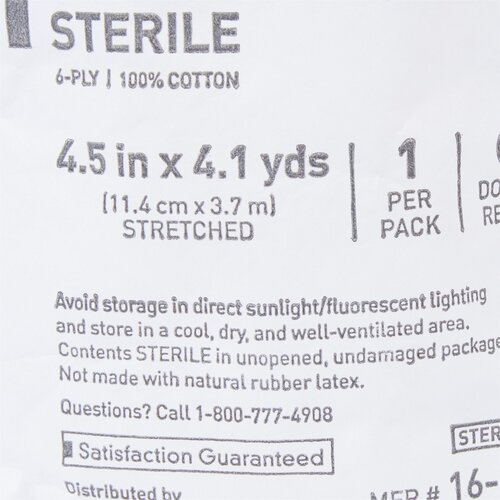 STERILE
6-PLY | 100% COTTON
4.5 in x 4.1 yds
(11.4 cm x 3.7 m)
STRETCHED
1
PER
PACK
Avoid storage in direct sunlight/fluorescent lighting
and store in a cool, dry, and well-ventilated area.
Contents STERILE in unopened, undamaged package
Not made with natural rubber latex.
Questions? Call 1-800-777-4908
Satisfaction Guaranteed
Distributed by
MFR # 16-